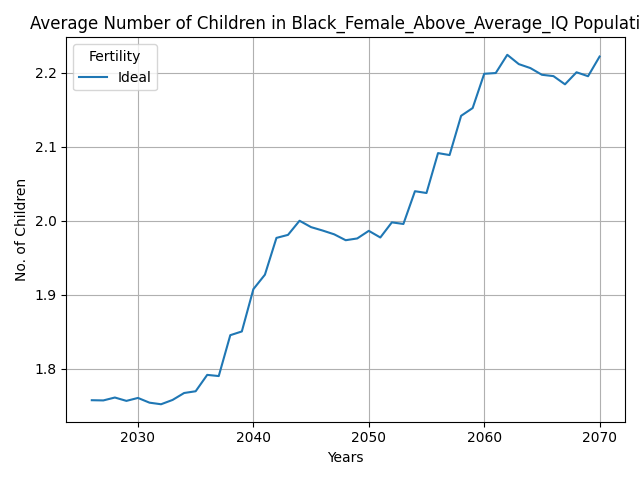 Average Number of Children in Black_Female_Above_Average_IQ Populati
Fertility
Ideal
2.2
2.1
2.0
1.9
1.8
No. of Children
2030 2040 2050 2060 2070
Years